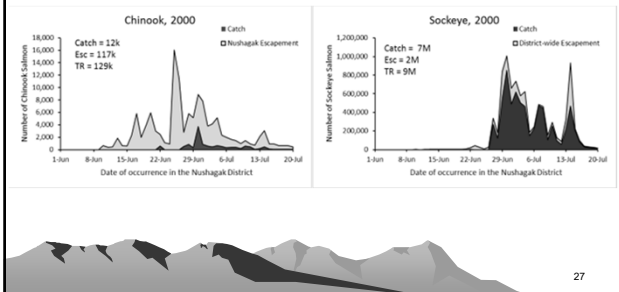 Chinook, 2000
Catch
Nushagak Escapement
Catch = 12k
Esc = 117k
TR = 129k
Number of Chinook Salmon
18,000
16,000
14,000
12,000
10,000
8,000
6,000
4,000
2,000
0
1-Jun 8-Jun 15-Jun 22-Jun 29-Jun 6-Jul 13-Jul 20-Jul
Date of occurrence in the Nushagak District
Sockeye, 2000
Catch
District-wide Escapement
Catch = 7M
Esc = 2M
TR = 9M
Number of Sockeye Salmon
1,200,000
1,000,000
800,000
600,000
400,000
200,000
0
1-Jun 8-Jun 15-Jun 22-Jun 29-Jun 6-Jul 13-Jul 20-Jul
Date of occurrence in the Nushagak District
27